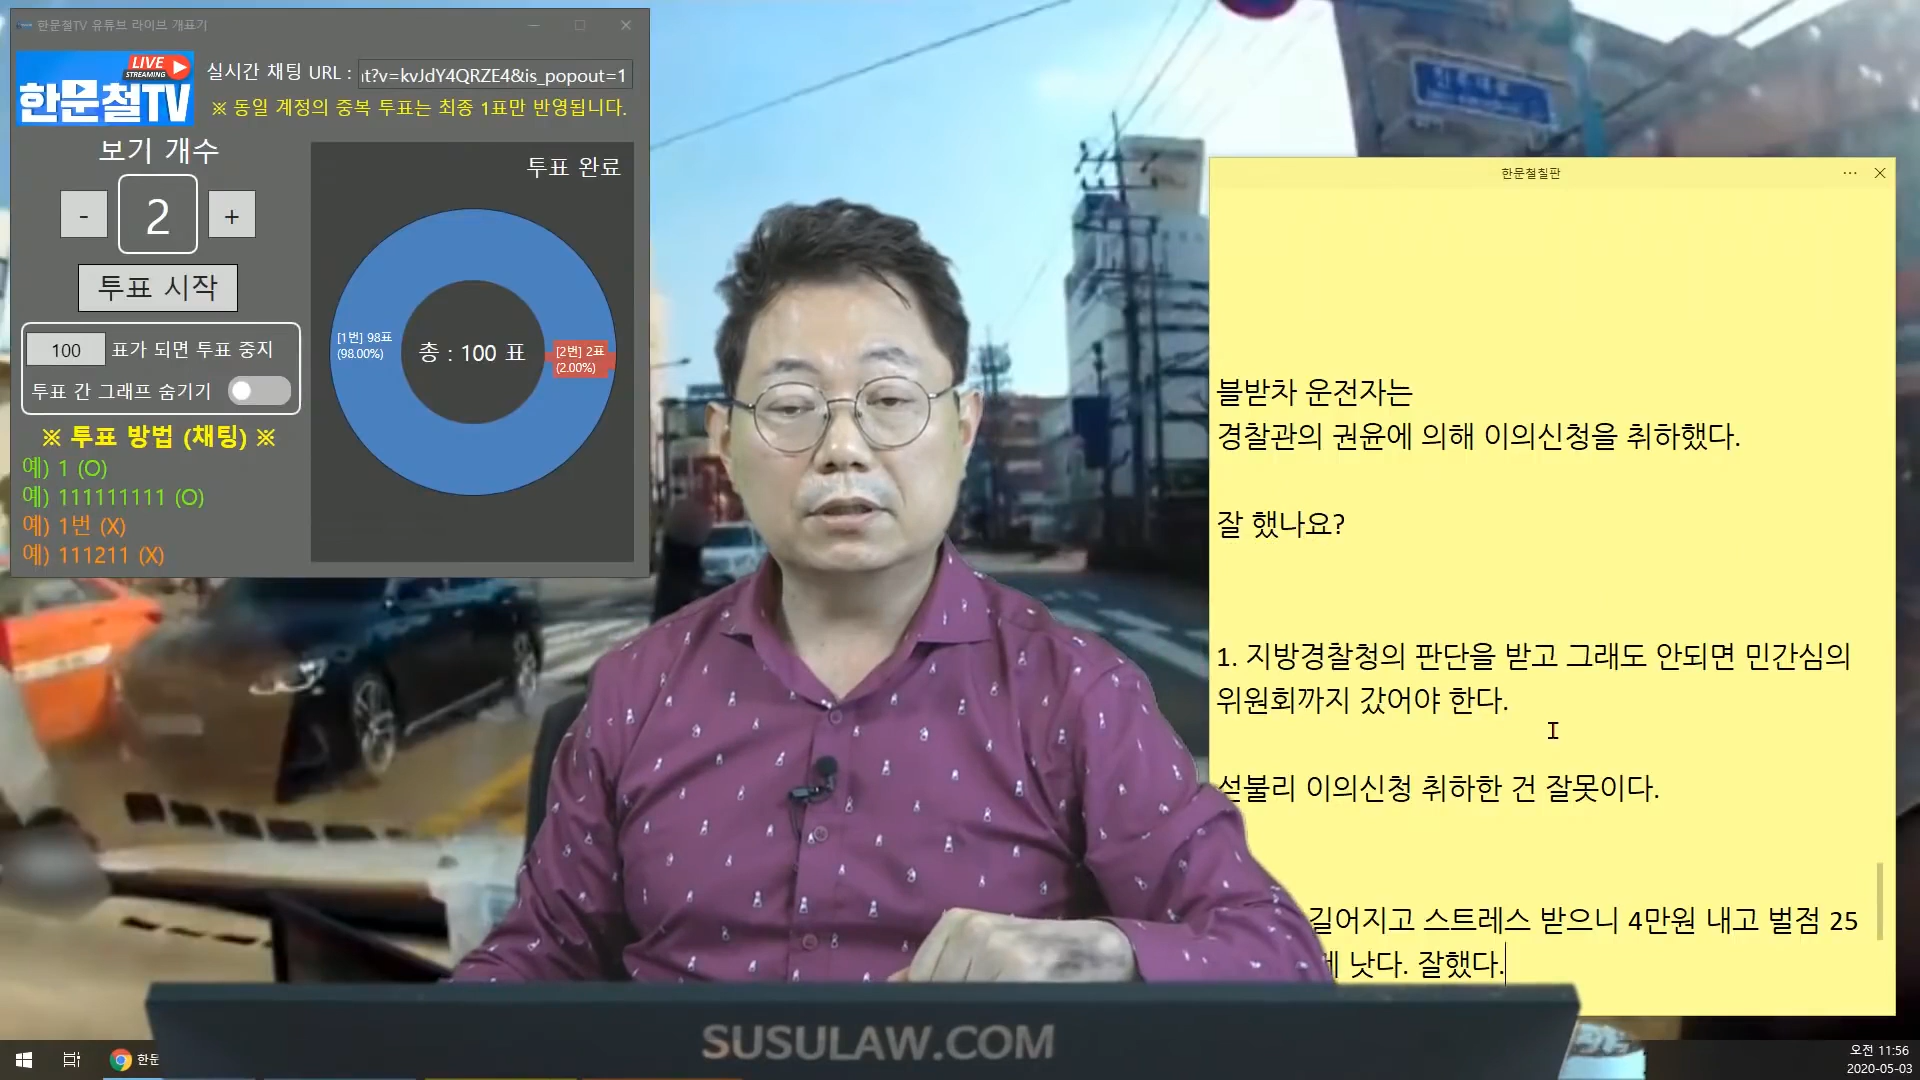 한문철TV 유튜브 라이브 개표기
LIVE
STREAMING
한문철TV
실시간 채팅 URL : ıt?v=kvJdY4QRZE4&is_popout=1
※ 동일 계정의 중복 투표는 최종 1표만 반영됩니다.
보기 개수
- 2 +
투표 시작
100 표가 되면 투표 중지
투표 간 그래프 숨기기
※ 투표 방법 (채팅) ※
예) 1 (O)
예) 111111111 (O)
예) 1번 (X)
예) 111211 (X)
투표 완료
[1번] 98표
(98.00%)
총 : 100 표
[2번] 2표
(2.00%)
한문철칠판
블받차 운전자는
경찰관의 권윤에 의해 이의신청을 취하했다.
잘 했나요?
1. 지방경찰청의 판단을 받고 그래도 안되면 민간심의
위원회까지 갔어야 한다.
섣불리 이의신청 취하한 건 잘못이다.
길어지고 스트레스 받으니 4만원 내고 벌점 25
낫다. 잘했다.
SUSULAW.COM
한문
오전 11:56
2020-05-03